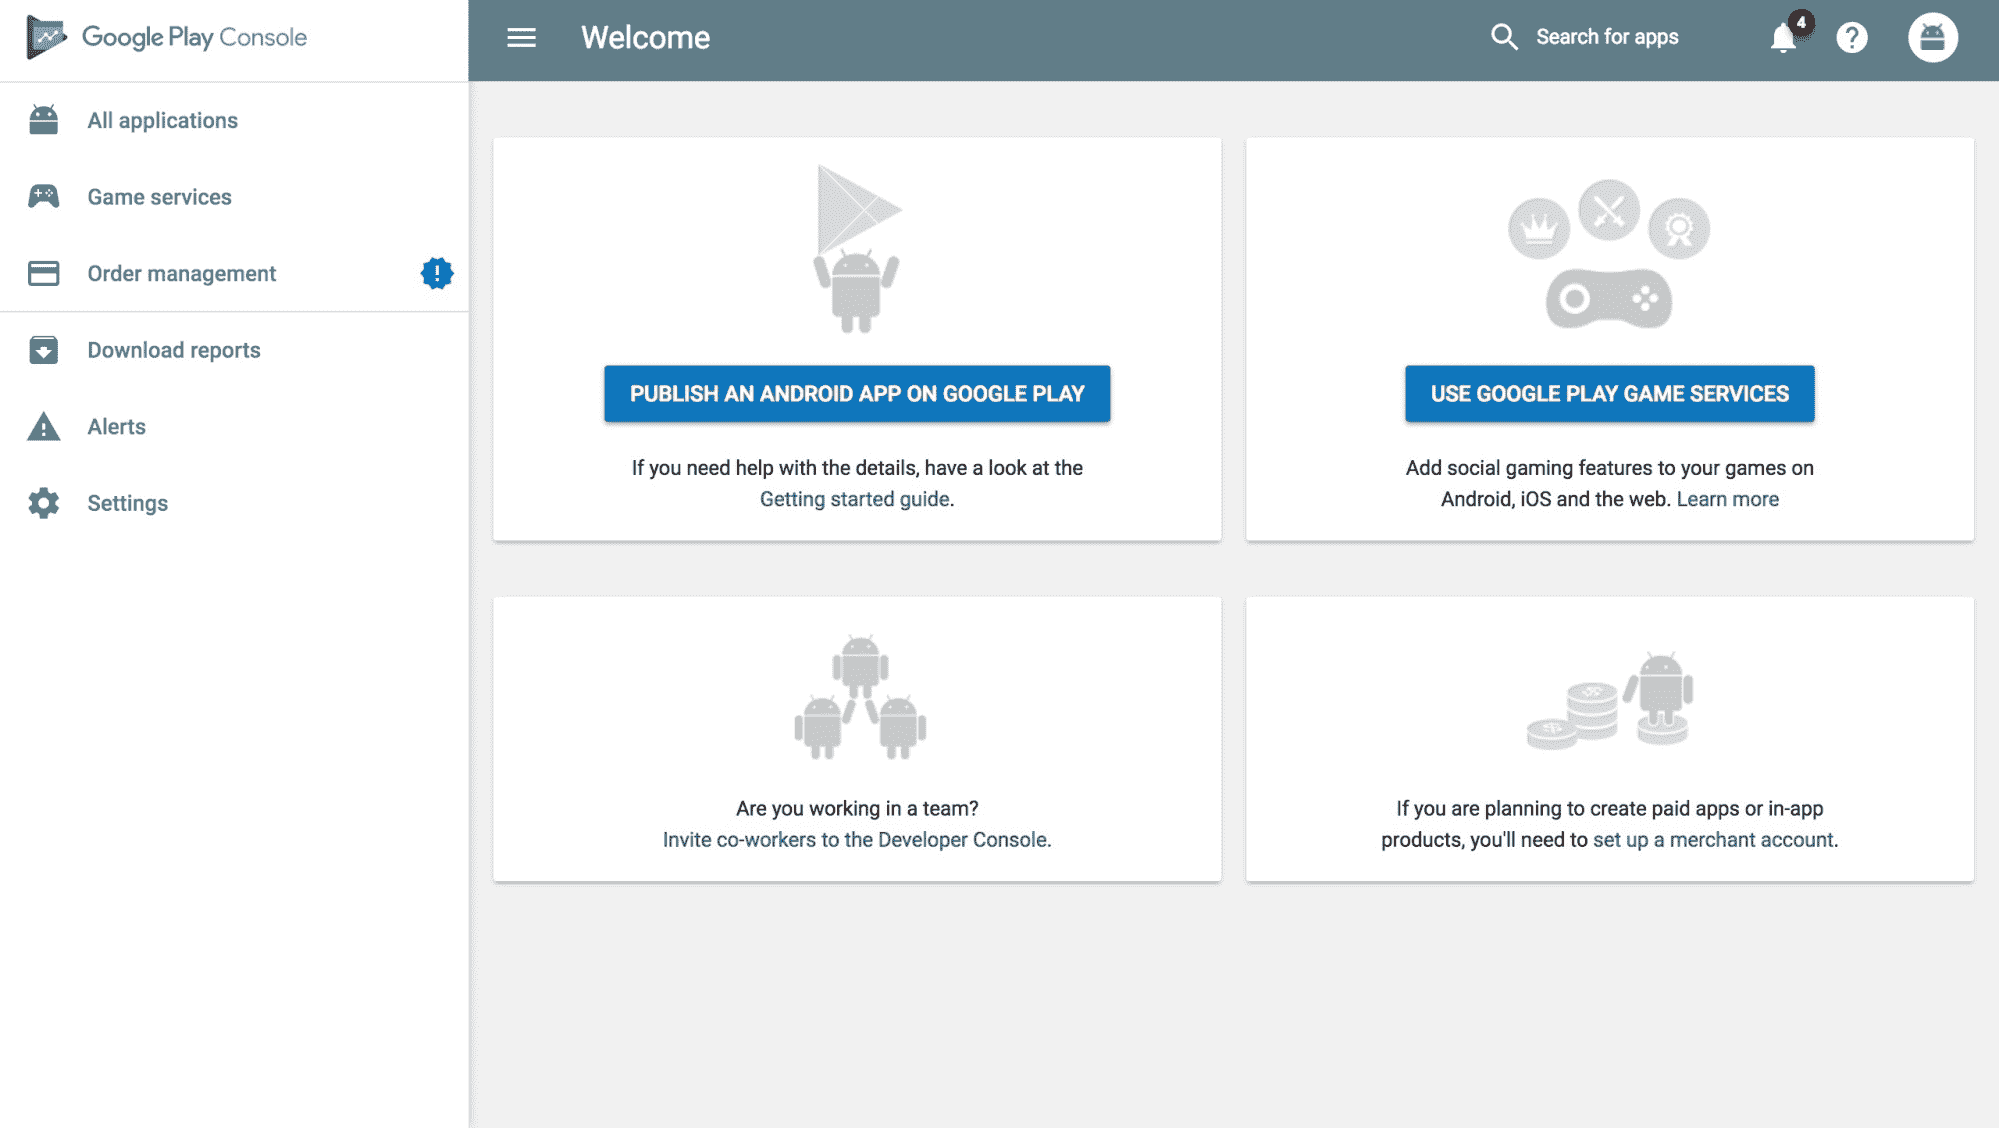 Google Play Console
Welcome
Search for apps
4
All applications
Game services
Order management
Download reports
Alerts
Settings
PUBLISH AN ANDROID APP ON GOOGLE PLAY
If you need help with the details, have a look at the
Getting started guide.
USE GOOGLE PLAY GAME SERVICES
Add social gaming features to your games on
Android, iOS and the web. Learn more
Are you working in a team?
Invite co-workers to the Developer Console.
If you are planning to create paid apps or in-app
products, you'll need to set up a merchant account.